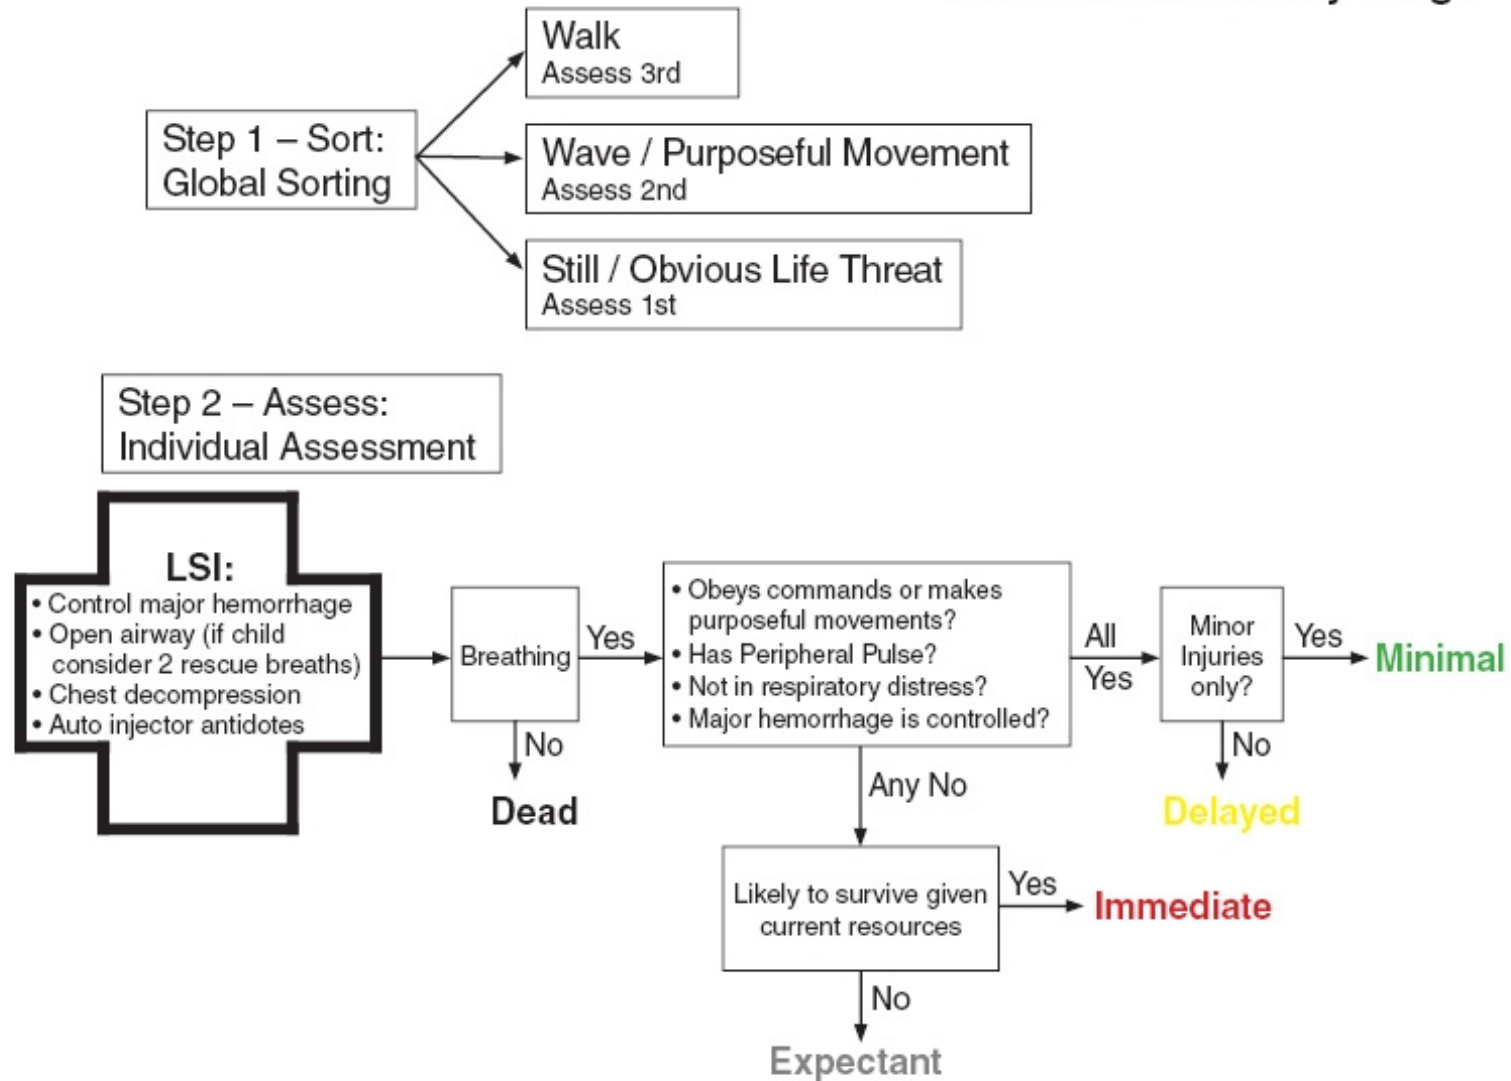 Walk
Assess 3rd
Step 1 – Sort:
Global Sorting
Wave / Purposeful Movement
Assess 2nd
Still / Obvious Life Threat
Assess 1st
Step 2 – Assess:
Individual Assessment
LSI:
• Control major hemorrhage
• Open airway (if child
consider 2 rescue breaths)
• Chest decompression
• Auto injector antidotes
Breathing
Yes
No
Dead
• Obeys commands or makes
purposeful movements?
• Has Peripheral Pulse?
• Not in respiratory distress?
• Major hemorrhage is controlled?
All
Yes
Minor
Injuries
only?
Yes
Minimal
No
Delayed
Any No
Likely to survive given
current resources
Yes
Immediate
No
Expectant